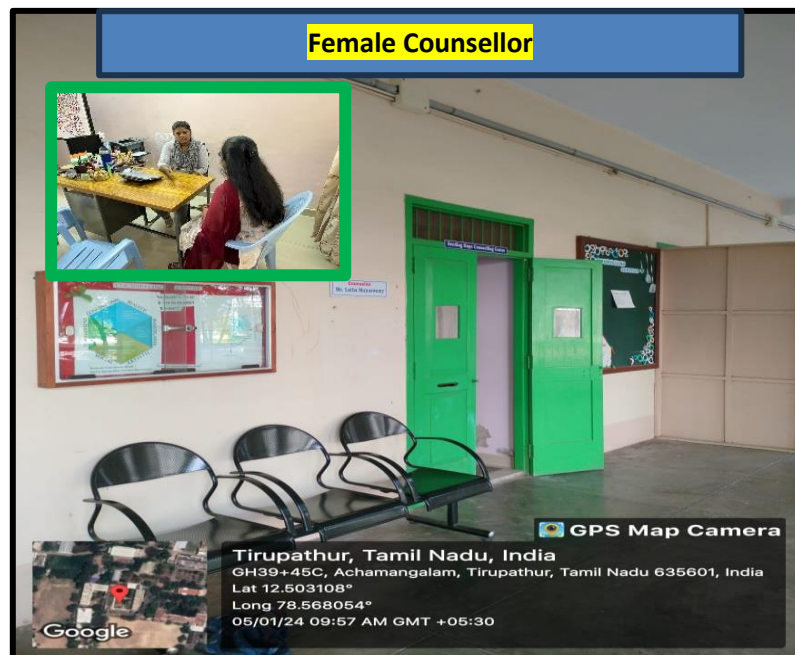 Female Counsellor
Counsellor
GPS Map Camera
Tirupathur, Tamil Nadu, India
GH39+45C, Achamangalam, Tirupathur, Tamil Nadu 635601, India
Lat 12.503108°
Long 78.568054°
05/01/24 09:57 AM GMT +05:30
Google